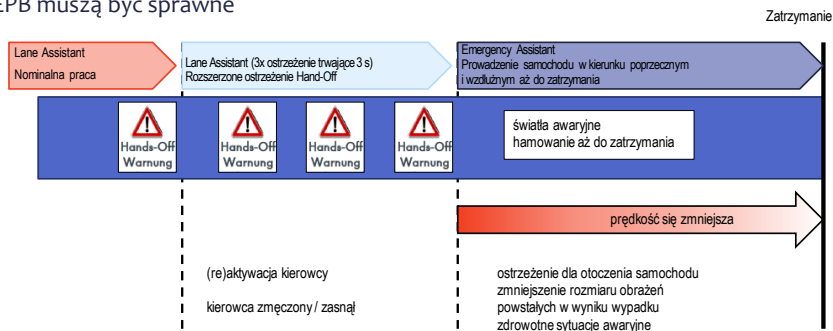 EPB muszą być sprawne
Zatrzymanie
Lane Assistant
Nominalna praca
Lane Assistant (3x ostrzeżenie trwające 3 s)
Rozszerzone ostrzeżenie Hand-Off
Emergency Assistant
Prowadzenie samochodu w kierunku poprzecznym
i wzdłużnym aż do zatrzymania
Hands-Off
Warnung
Hands-Off
Warnung
Hands-Off
Warnung
Hands-Off
Warnung
światła awaryjne
hamowanie aż do zatrzymania
prędkość się zmniejsza
(re)aktywacja kierowcy
kierowca zmęczony / zasnął
ostrzeżenie dla otoczenia samochodu
zmniejszenie rozmiaru obrażeń
powstałych w wyniku wypadku
zdrowotne sytuacje awaryjne